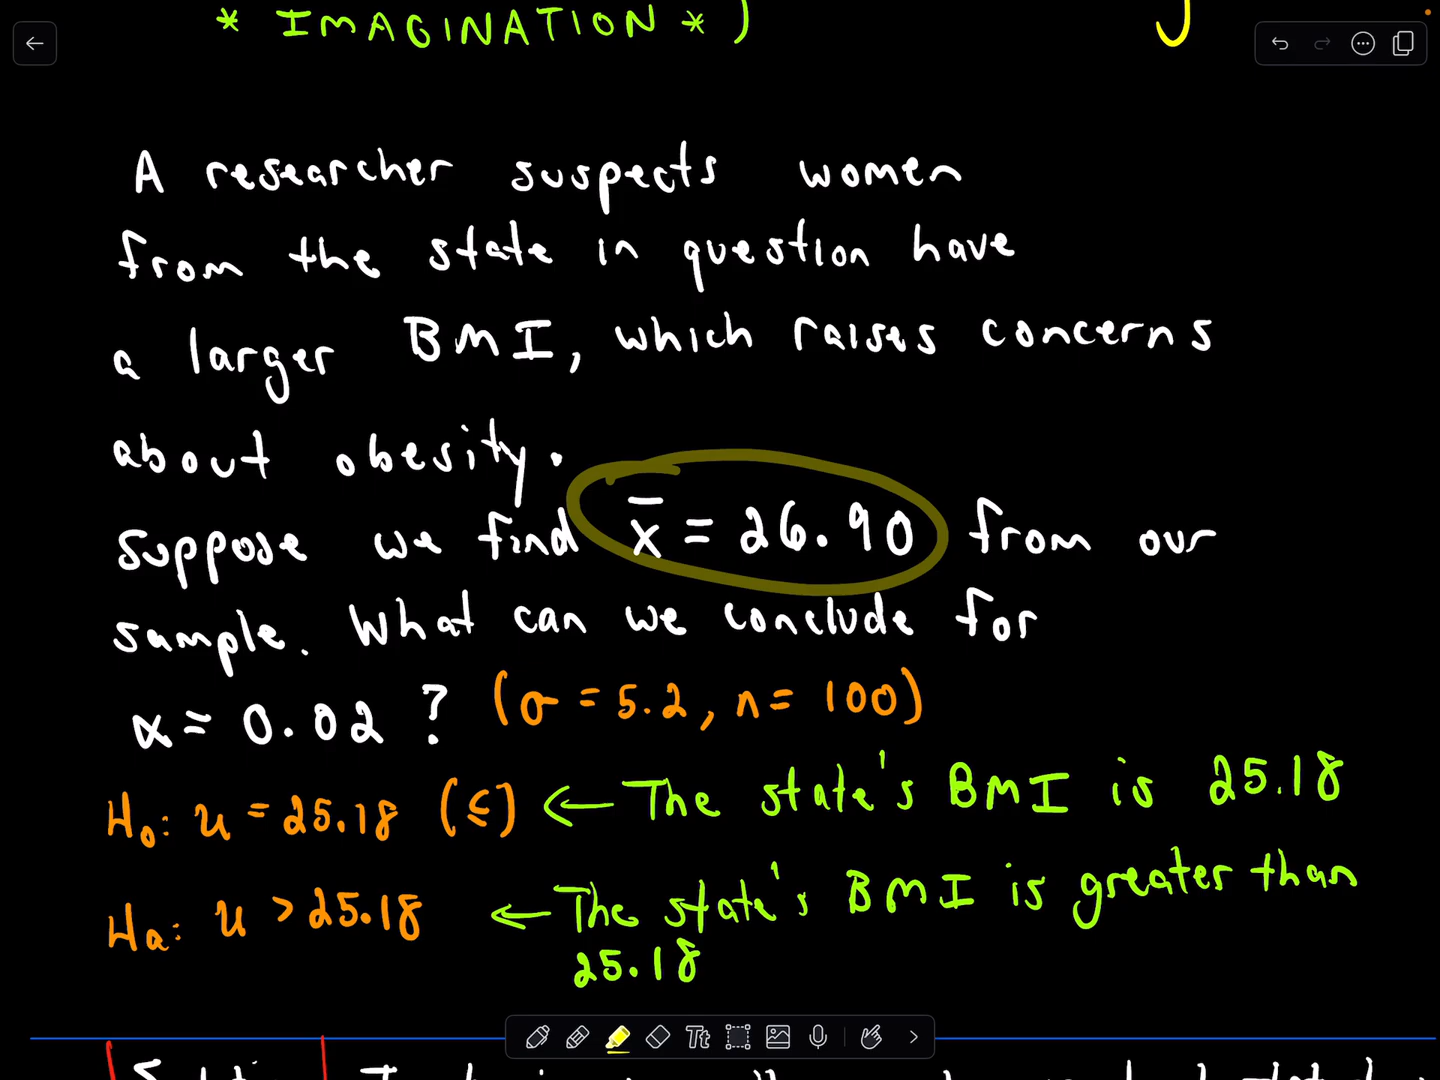 * IMAGINATION * )
A researcher suspects women
from the state in question have
a larger BMI, which raises concerns
about obesity.
suppose we find x̅ = 26.90 from our
sample. What can we conclude for
α = 0.02 ? (σ = 5.2, n = 100)
H₀: u = 25.18 (≤) ← The state's BMI is 25.18
Hₐ: u > 25.18 ← The state's BMI is greater than
25.18
Tt